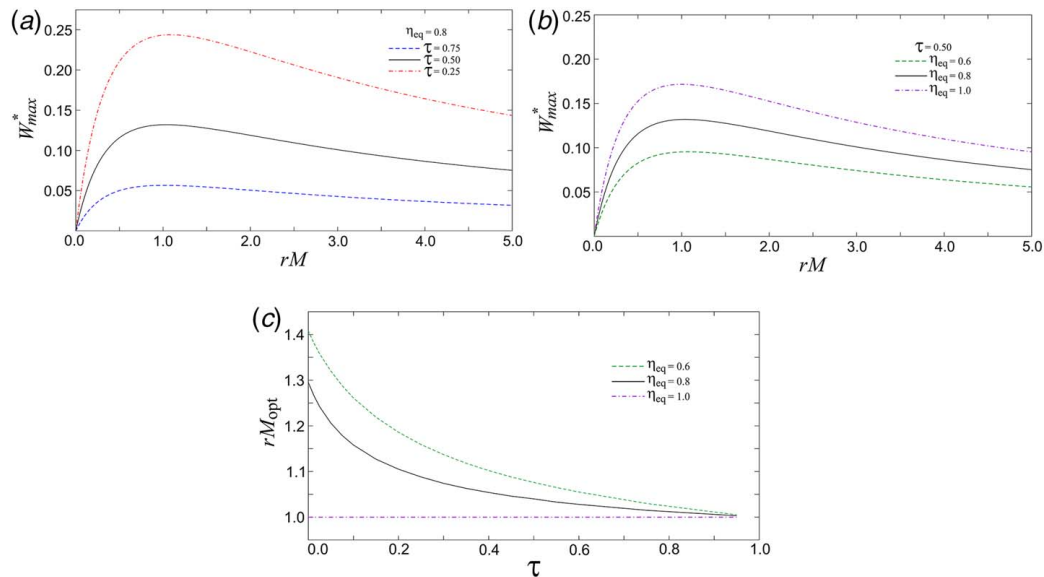 (a)
η_eq = 0.8
τ = 0.75
τ = 0.50
τ = 0.25
0.25
0.20
0.15
0.10
0.05
W*_max
0.0 1.0 2.0 3.0 4.0 5.0
rM
(b)
τ = 0.50
η_eq = 0.6
η_eq = 0.8
η_eq = 1.0
0.25
0.20
0.15
0.10
0.05
W*_max
0.0 1.0 2.0 3.0 4.0 5.0
rM
(c)
η_eq = 0.6
η_eq = 0.8
η_eq = 1.0
1.4
1.3
1.2
1.1
1.0
rM_opt
0.0 0.2 0.4 0.6 0.8 1.0
τ